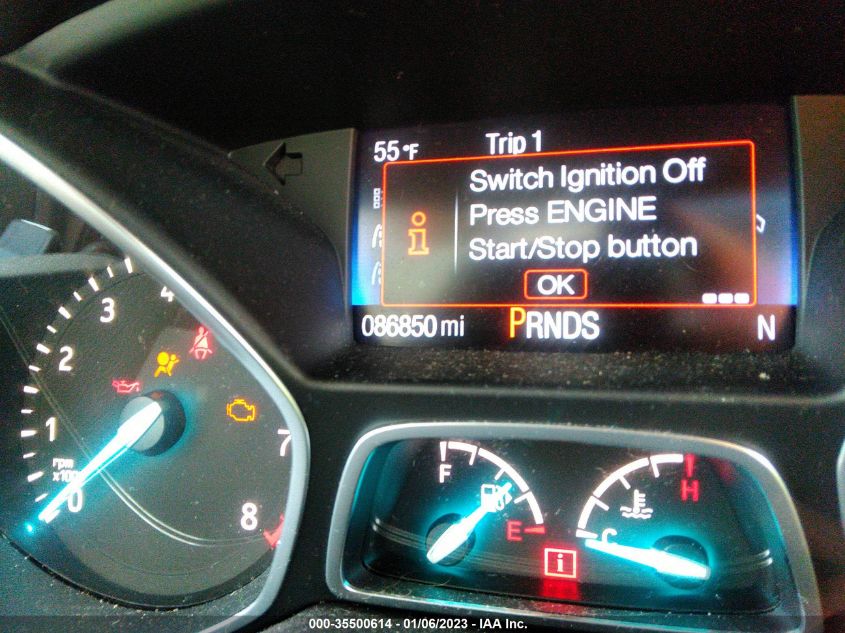 55°F Trip 1
Switch Ignition Off
Press ENGINE
i Start/Stop button
OK
086850 mi PRNDS N
4
3
2
1
rpm
x100
0
7
8
F
E
H
C
i
000-35500614 - 01/06/2023 - IAA Inc.